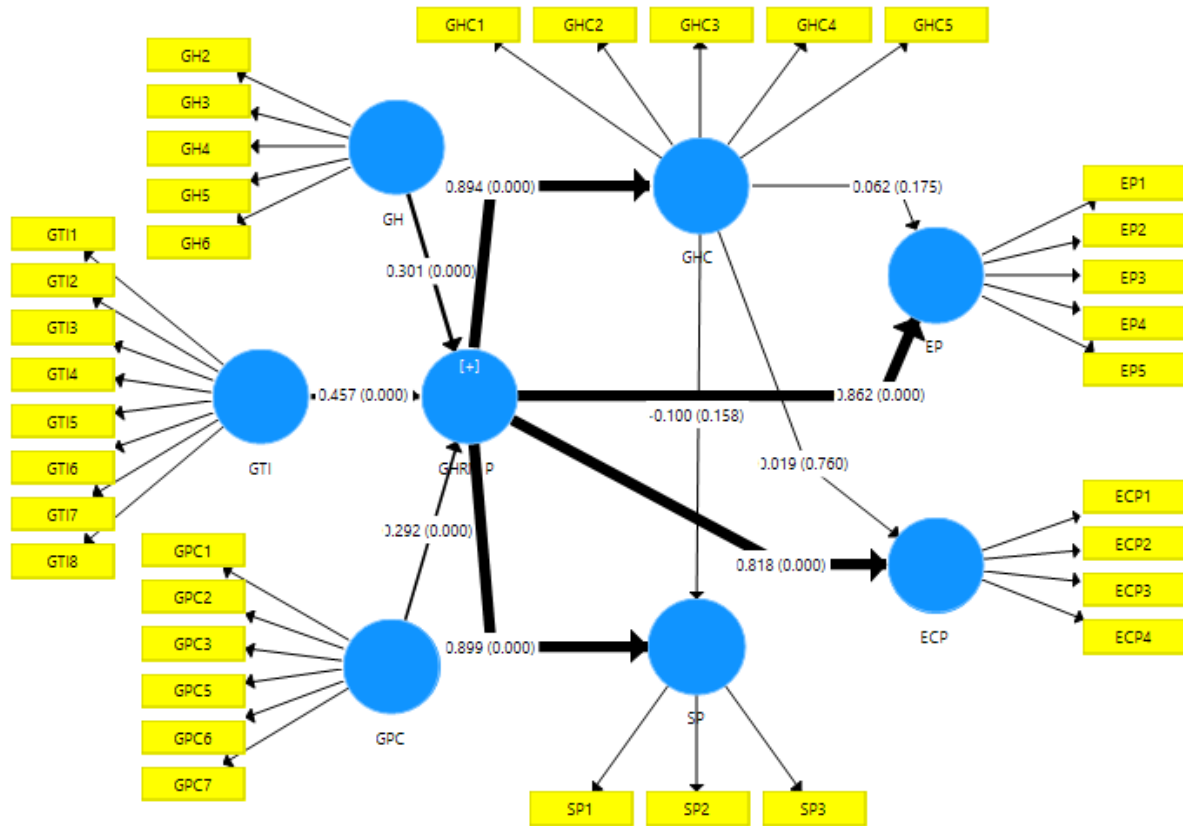 GHC1
GHC2
GHC3
GHC4
GHC5
GH2
GH3
GH4
GH5
GH6
GH
0.894 (0.000)
GHC
0.062 (0.175)
EP1
EP2
EP3
EP4
EP5
EP
GTI1
GTI2
GTI3
GTI4
GTI5
GTI6
GTI7
GTI8
0.301 (0.000)
[+]
0.457 (0.000)
0.862 (0.000)
-0.100 (0.158)
GTI
0.019 (0.760)
0.292 (0.000)
0.818 (0.000)
ECP1
ECP2
ECP3
ECP4
ECP
GPC1
GPC2
GPC3
GPC5
GPC6
GPC7
0.899 (0.000)
GPC
SP
SP1
SP2
SP3